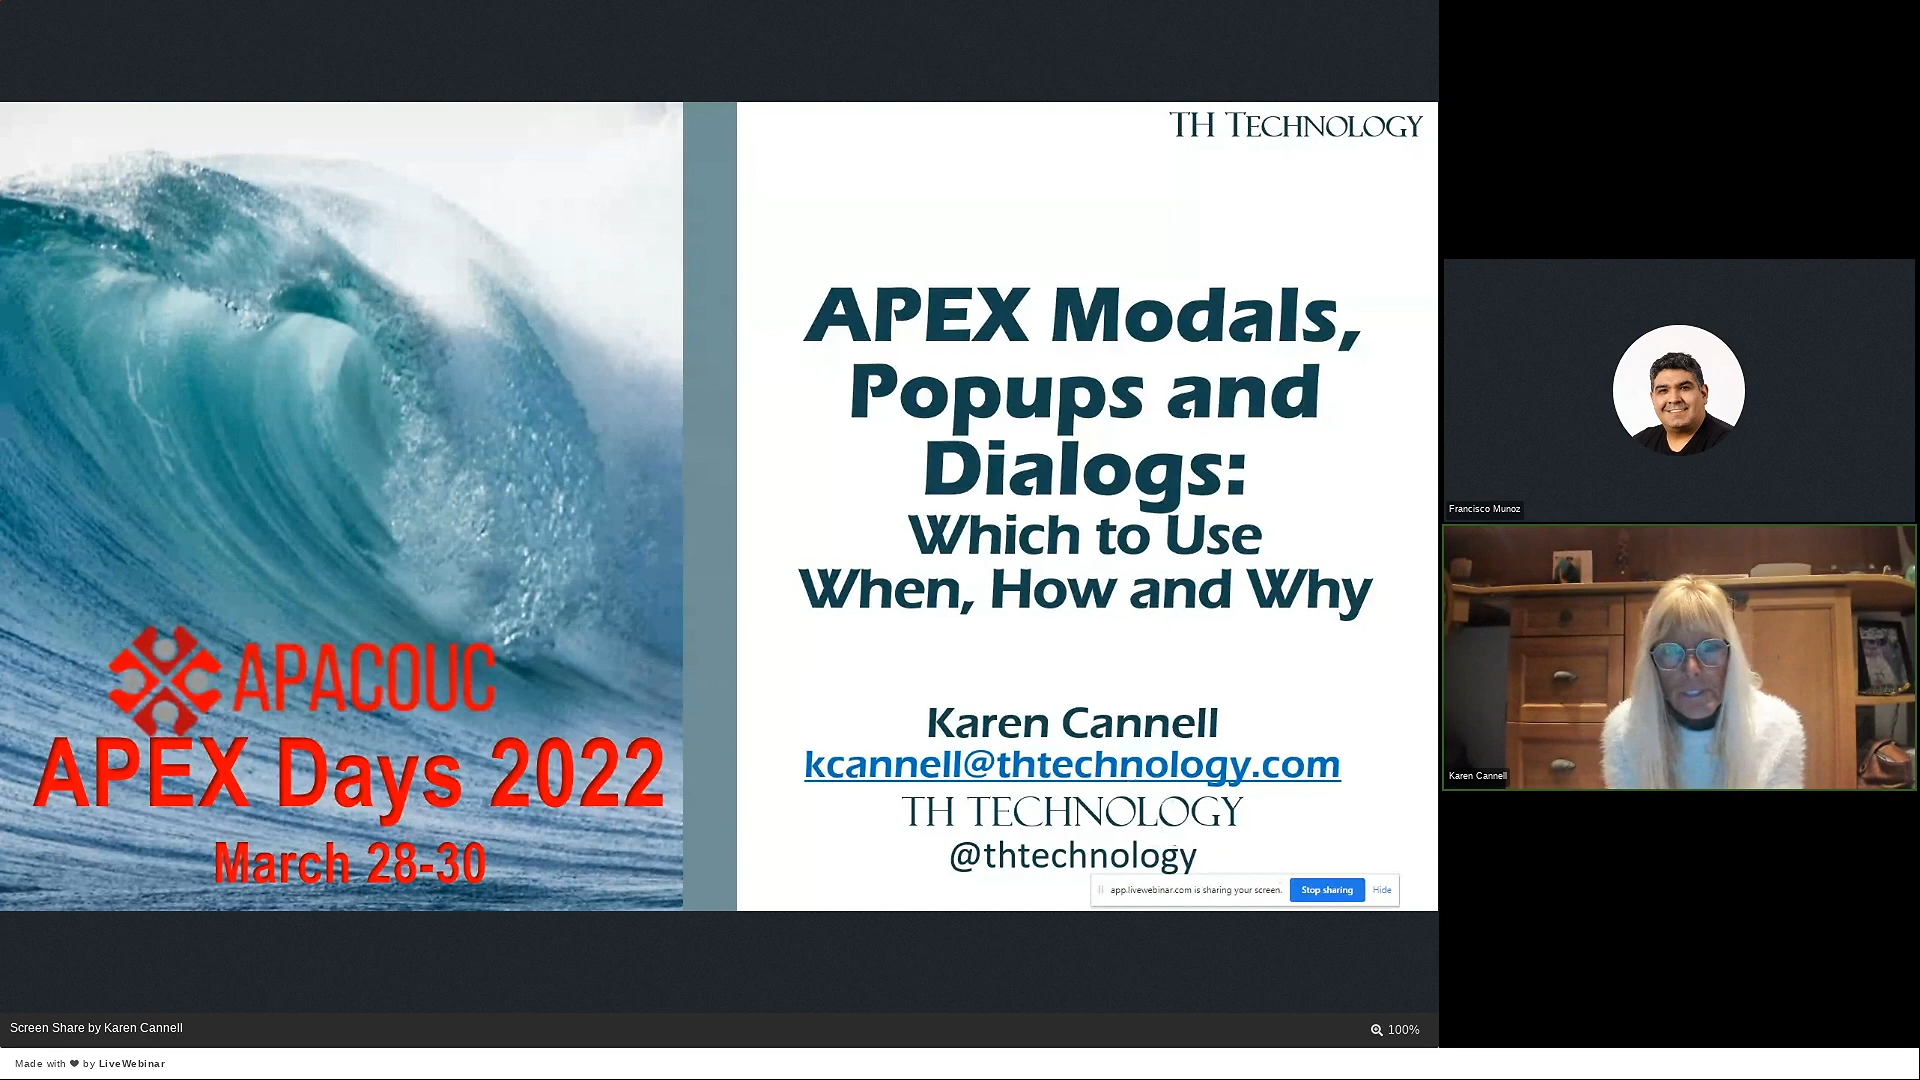 TH TECHNOLOGY
APEX Modals,
Popups and
Dialogs:
Which to Use
When, How and Why
Karen Cannell
kcannell@thtechnology.com
TH TECHNOLOGY
@thtechnology
APACOUC
APEX Days 2022
March 28-30
app.livewebinar.com is sharing your screen.
Stop sharing
Hide
Francisco Munoz
Karen Cannell
Screen Share by Karen Cannell
100%
Made with ❤ by LiveWebinar